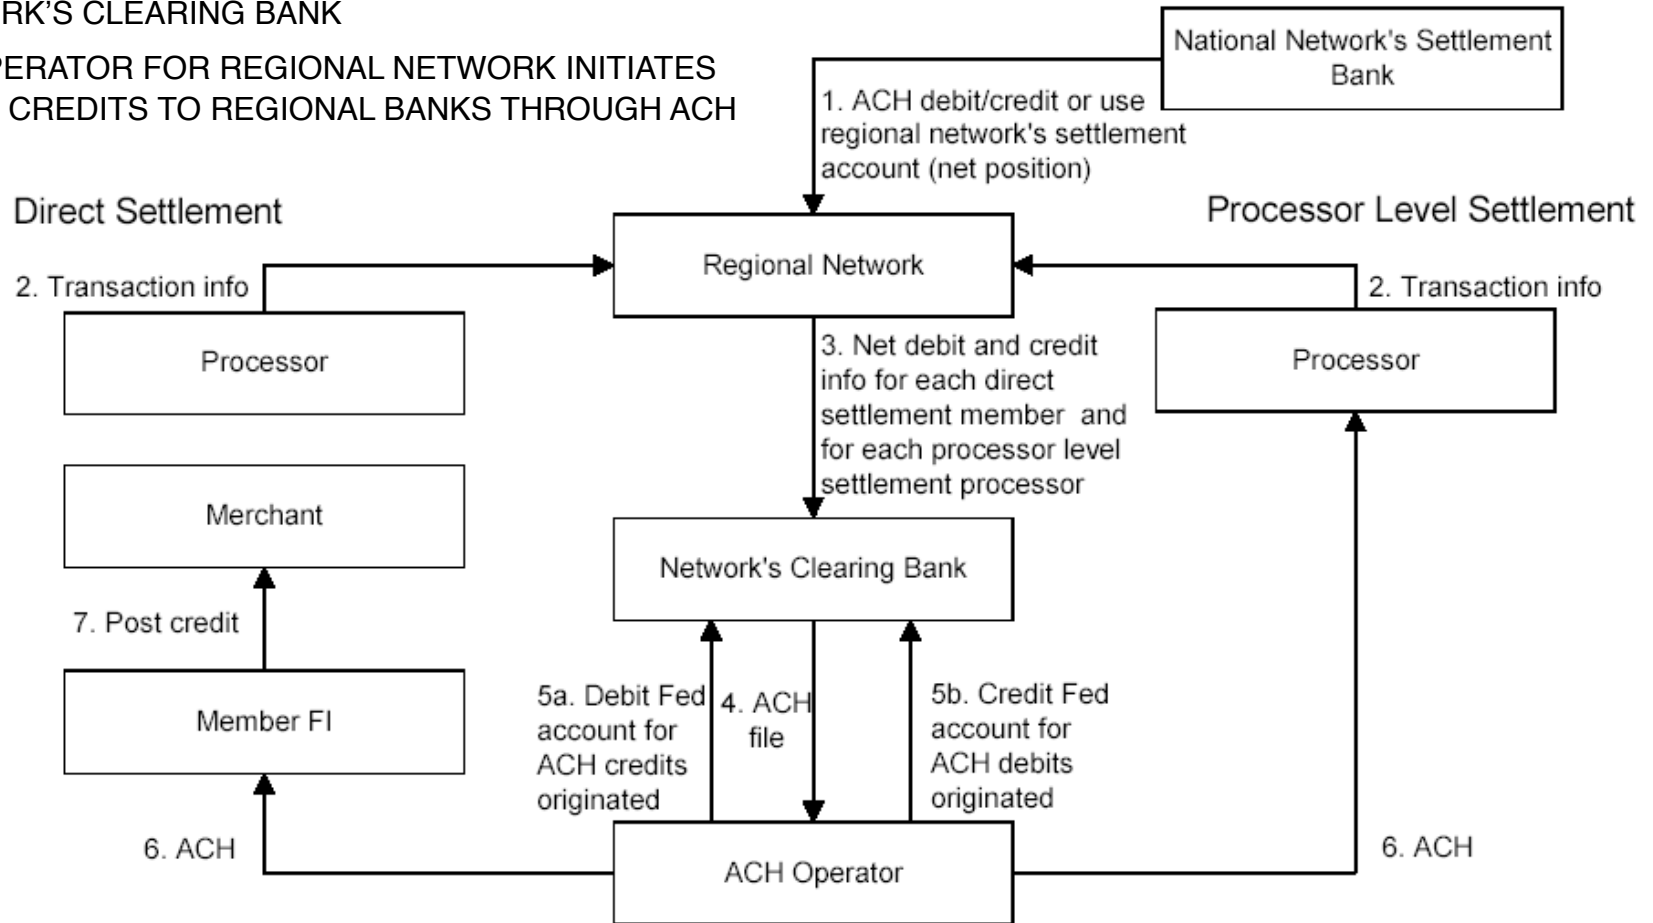 RK'S CLEARING BANK
PERATOR FOR REGIONAL NETWORK INITIATES
CREDITS TO REGIONAL BANKS THROUGH ACH
National Network's Settlement
Bank
1. ACH debit/credit or use
regional network's settlement
account (net position)
Direct Settlement
Processor Level Settlement
Regional Network
2. Transaction info
2. Transaction info
Processor
Processor
3. Net debit and credit
info for each direct
settlement member and
for each processor level
settlement processor
Merchant
Network's Clearing Bank
7. Post credit
Member FI
5a. Debit Fed
account for
ACH credits
originated
4. ACH
file
5b. Credit Fed
account for
ACH debits
originated
6. ACH
6. ACH
ACH Operator